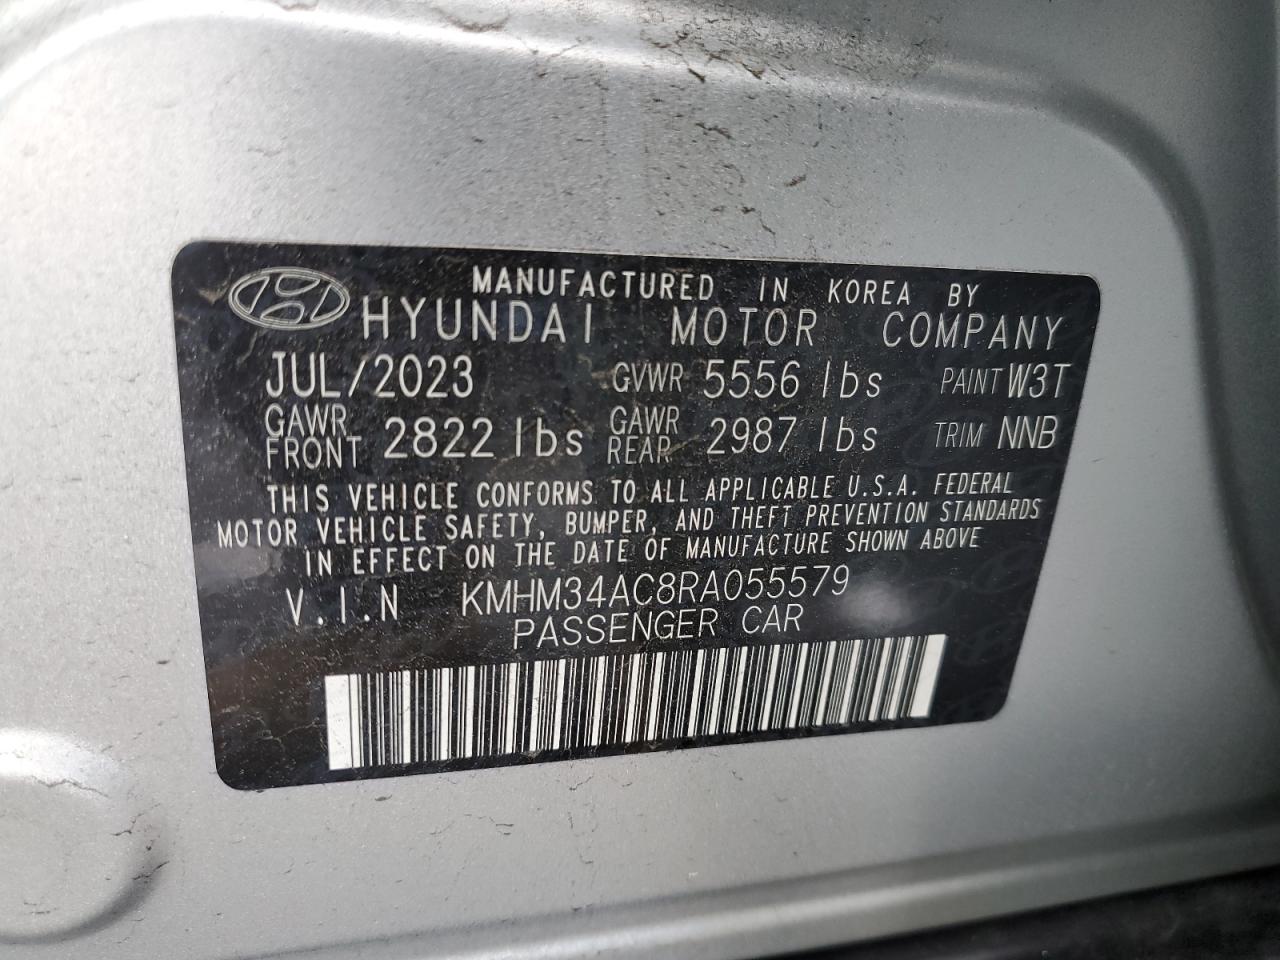 MANUFACTURED IN KOREA BY
HYUNDAI MOTOR COMPANY
JUL/2023 GVWR 5556 lbs PAINT W3T
GAWR FRONT 2822 lbs GAWR REAR 2987 lbs TRIM NNB
THIS VEHICLE CONFORMS TO ALL APPLICABLE U.S.A. FEDERAL
MOTOR VEHICLE SAFETY, BUMPER, AND THEFT PREVENTION STANDARDS
IN EFFECT ON THE DATE OF MANUFACTURE SHOWN ABOVE
V.I.N KMHM34AC8RA055579
PASSENGER CAR